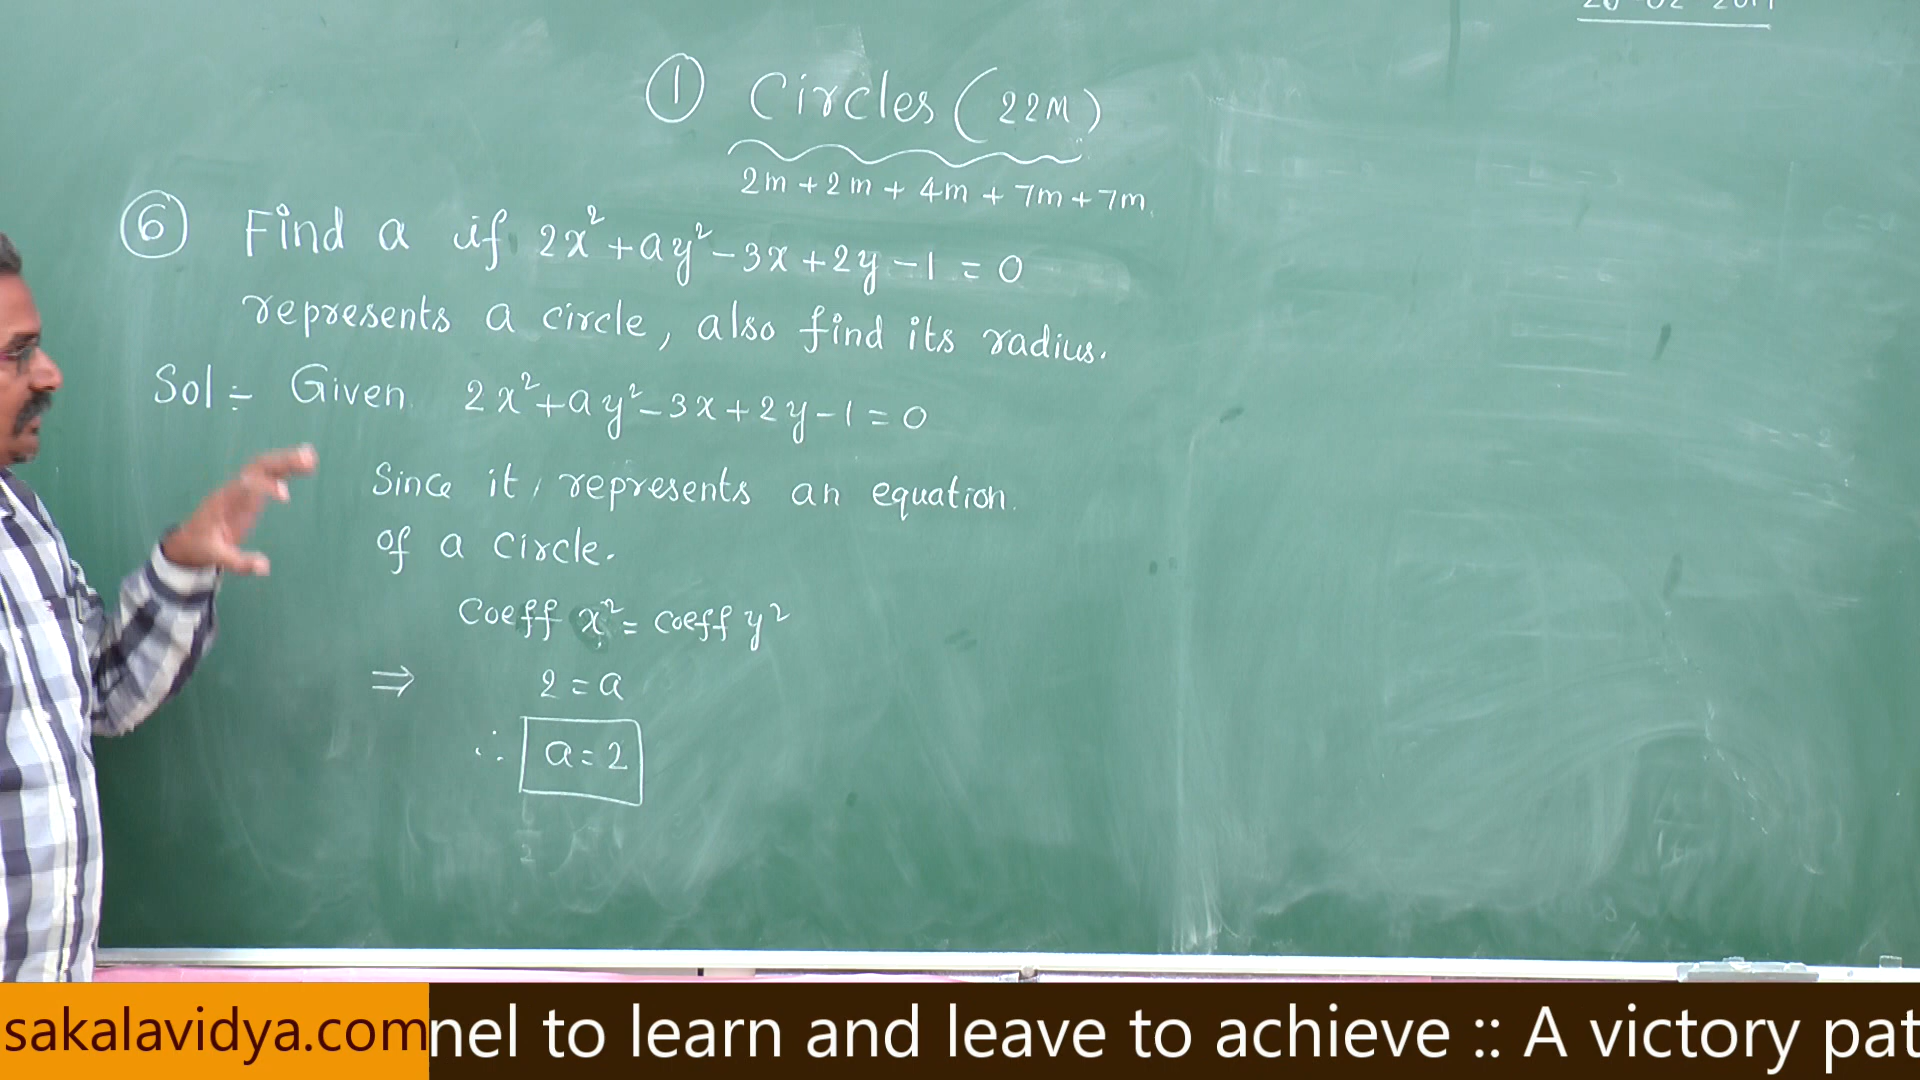 ① Circles (22M)
2m + 2m + 4m + 7m + 7m
⑥ Find a if 2x² + ay² - 3x + 2y - 1 = 0
represents a circle, also find its radius.
Sol:- Given 2x² + ay² - 3x + 2y - 1 = 0
Since it represents an equation
of a circle.
Coeff x² = coeff y²
⇒ 2 = a
∴ a = 2
sakalavidya.com nel to learn and leave to achieve :: A victory pat